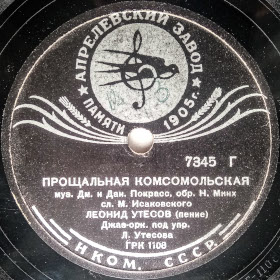 АПРЕЛЕВСКИЙ ЗАВОД
ПАМЯТИ 1905 г.
7345 Г
ПРОЩАЛЬНАЯ КОМСОМОЛЬСКАЯ
муз. Дм. и Дан. Покрасс, обр. Н. Минх
сл. М. Исаковского
ЛЕОНИД УТЕСОВ (пение)
Джаз-орк. под упр.
Л. Утесова
ГРК 1108
НКОМ. СССР